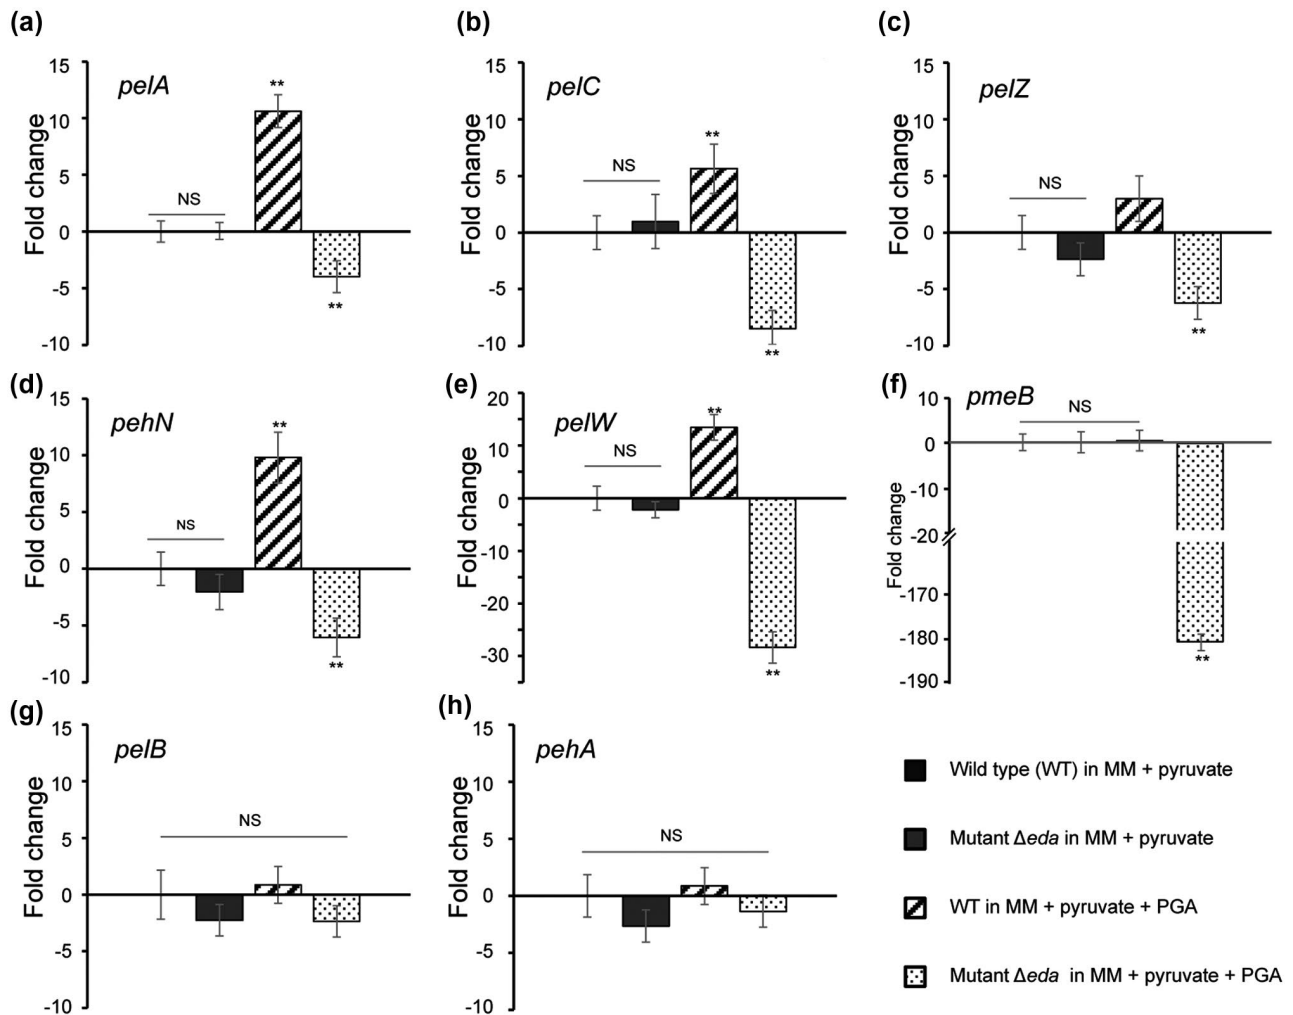 (a)
pelA
Fold change
15
10
5
0
-5
-10
NS
**
**
(b)
pelC
Fold change
15
10
5
0
-5
-10
NS
**
**
(c)
pelZ
Fold change
15
10
5
0
-5
-10
NS
**
(d)
pehN
Fold change
15
10
5
0
-5
-10
NS
**
**
(e)
pelW
Fold change
20
10
0
-10
-20
-30
NS
**
**
(f)
pmeB
Fold change
10
0
-10
-20
-170
-180
-190
NS
**
(g)
pelB
Fold change
15
10
5
0
-5
-10
NS
(h)
pehA
Fold change
15
10
5
0
-5
-10
NS
Wild type (WT) in MM + pyruvate
Mutant Δeda in MM + pyruvate
WT in MM + pyruvate + PGA
Mutant Δeda in MM + pyruvate + PGA